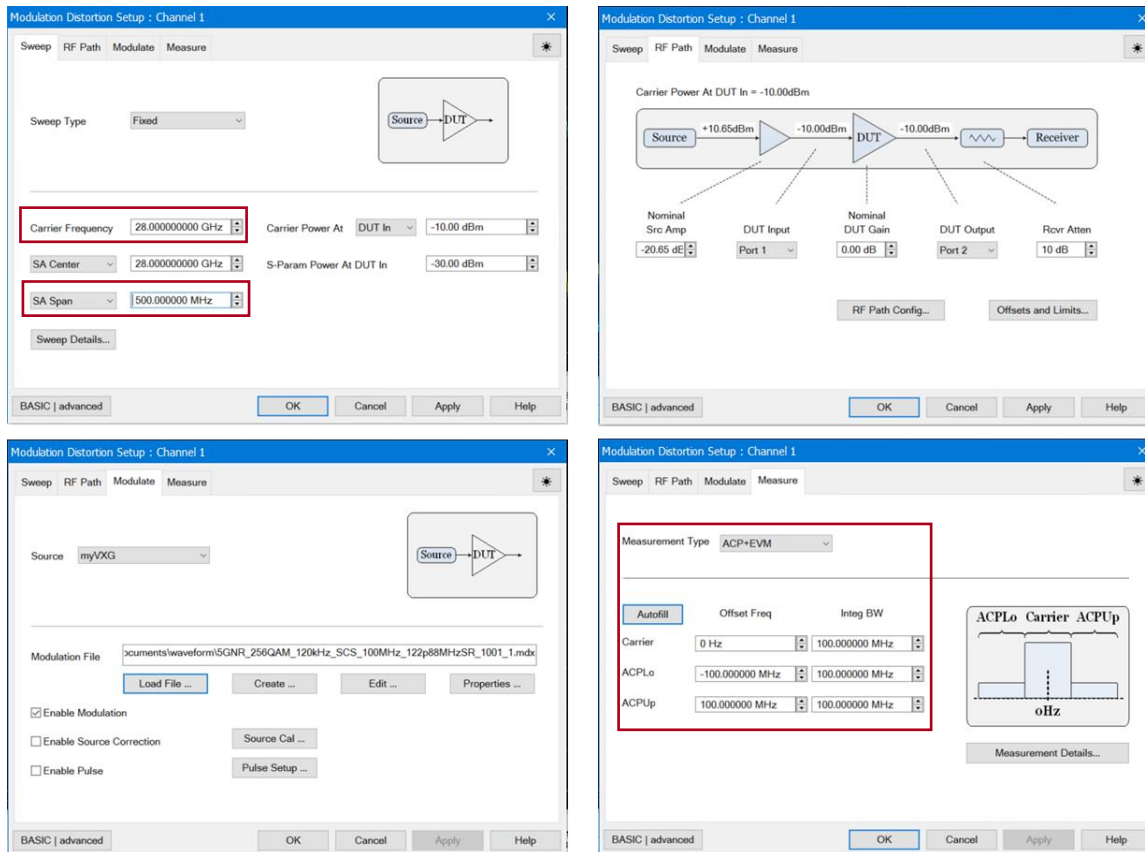 Modulation Distortion Setup : Channel 1
Sweep RF Path Modulate Measure
Sweep Type Fixed
Source DUT
Carrier Frequency 28.000000000 GHz Carrier Power At DUT In -10.00 dBm
SA Center 28.000000000 GHz S-Param Power At DUT In -30.00 dBm
SA Span 500.000000 MHz
Sweep Details...
BASIC | advanced OK Cancel Apply Help
Modulation Distortion Setup : Channel 1
Sweep RF Path Modulate Measure
Carrier Power At DUT In = -10.00dBm
Source +10.65dBm -10.00dBm DUT -10.00dBm Receiver
Nominal Nominal
Src Amp DUT Input DUT Gain DUT Output Rcvr Atten
-20.65 dE Port 1 0.00 dB Port 2 10 dB
RF Path Config... Offsets and Limits...
BASIC | advanced OK Cancel Apply Help
Modulation Distortion Setup : Channel 1
Sweep RF Path Modulate Measure
Source myVXG
Source DUT
Modulation File ocuments\waveform\5GNR_256QAM_120kHz_SCS_100MHz_122p88MHzSR_1001_1.mdx
Load File ... Create ... Edit ... Properties ...
Enable Modulation
Enable Source Correction Source Cal ...
Enable Pulse Pulse Setup ...
BASIC | advanced OK Cancel Apply Help
Modulation Distortion Setup : Channel 1
Sweep RF Path Modulate Measure
Measurement Type ACP+EVM
Autofill Offset Freq Integ BW
Carrier 0 Hz 100.000000 MHz
ACPLo -100.000000 MHz 100.000000 MHz
ACPUp 100.000000 MHz 100.000000 MHz
ACPLo Carrier ACPUp
0Hz
Measurement Details...
BASIC | advanced OK Cancel Apply Help